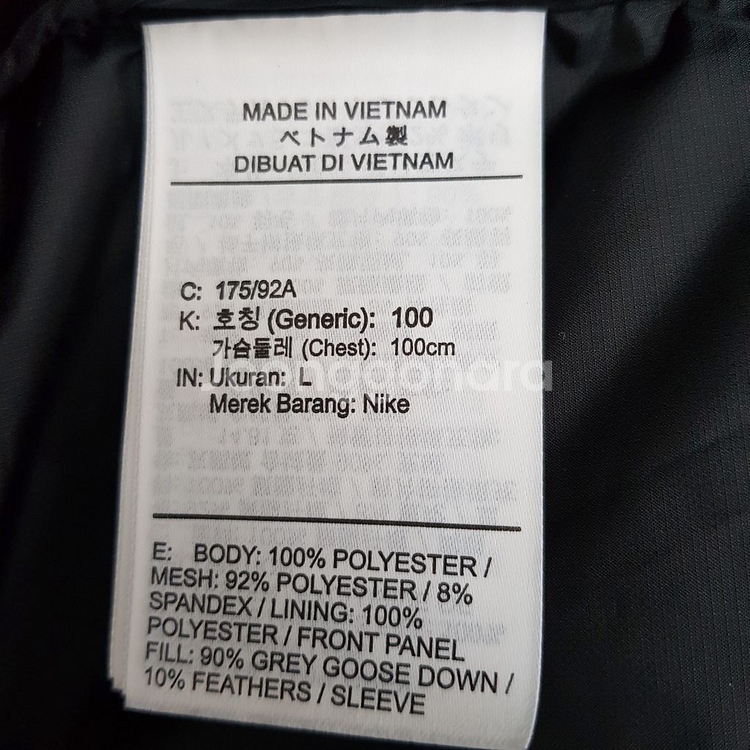 MADE IN VIETNAM
ベトナム製
DIBUAT DI VIETNAM
C: 175/92A
K: 호칭 (Generic): 100
가슴둘레 (Chest): 100cm
IN: Ukuran: L
Merek Barang: Nike
E: BODY: 100% POLYESTER /
MESH: 92% POLYESTER / 8%
SPANDEX / LINING: 100%
POLYESTER / FRONT PANEL
FILL: 90% GREY GOOSE DOWN /
10% FEATHERS / SLEEVE